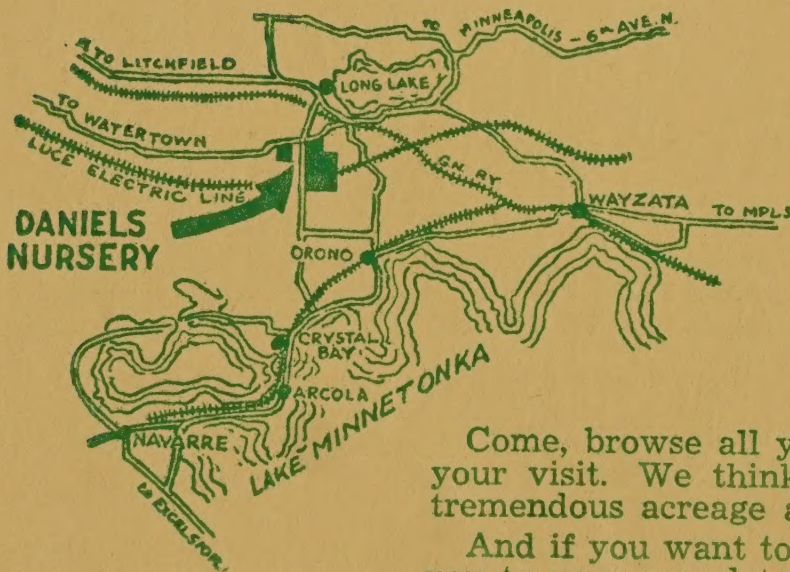 TO
MINNEAPOLIS - 6TH AVE. N.
TO LITCHFIELD
LONG LAKE
TO WATERTOWN
LUCE ELECTRIC LINE
G.N. RY
WAYZATA
TO MPLS
DANIELS
NURSERY
ORONO
CRYSTAL
BAY
ARCOLA
LAKE MINNETONKA
NAVARRE
TO EXCELSIOR
Come, browse all y
your visit. We think
tremendous acreage a
And if you want to